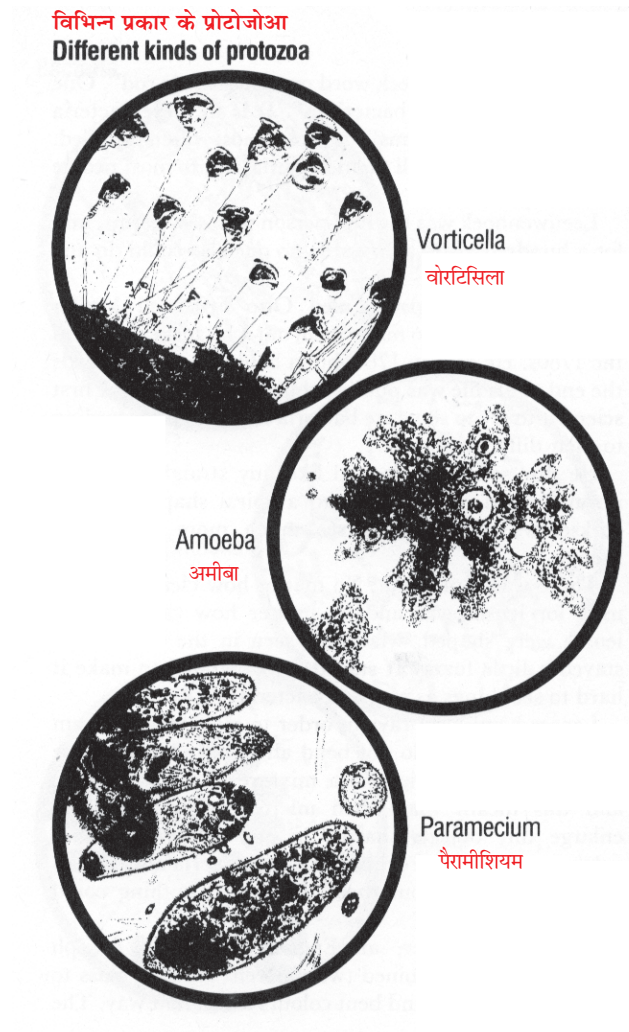 विभिन्न प्रकार के प्रोटोजोआ
Different kinds of protozoa
Vorticella
वोरटिसिला
Amoeba
अमीबा
Paramecium
पैरामीशियम